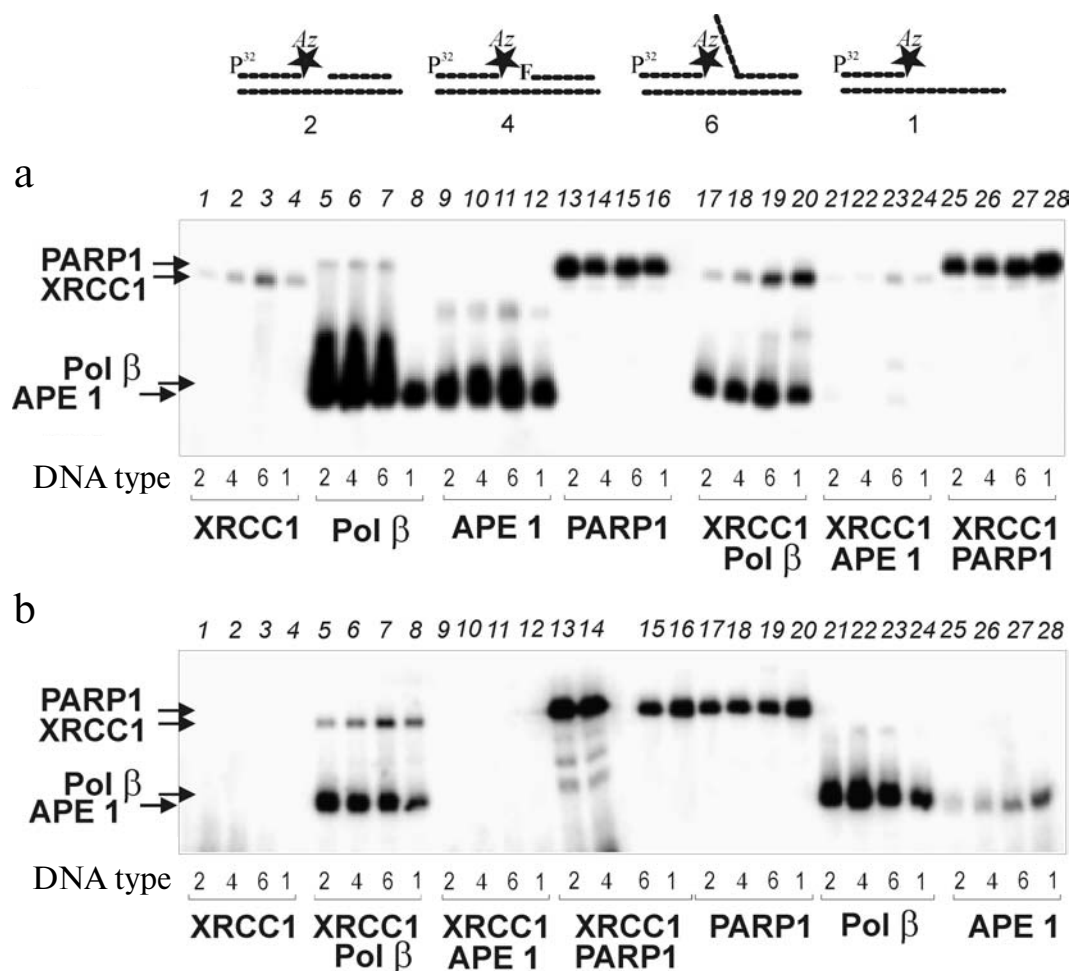 P32 Az P32 Az F P32 Az P32 Az
2 4 6 1
a
1 2 3 4 5 6 7 8 9 10 11 12 13 14 15 16 17 18 19 20 21 22 23 24 25 26 27 28
PARP1
XRCC1
Pol β
APE 1
DNA type 2 4 6 1 2 4 6 1 2 4 6 1 2 4 6 1 2 4 6 1 2 4 6 1 2 4 6 1
XRCC1 Pol β APE 1 PARP1 XRCC1 XRCC1 XRCC1
Pol β APE 1 PARP1
b
1 2 3 4 5 6 7 8 9 10 11 12 13 14 15 16 17 18 19 20 21 22 23 24 25 26 27 28
PARP1
XRCC1
Pol β
APE 1
DNA type 2 4 6 1 2 4 6 1 2 4 6 1 2 4 6 1 2 4 6 1 2 4 6 1 2 4 6 1
XRCC1 XRCC1 XRCC1 XRCC1 PARP1 Pol β APE 1
Pol β APE 1 PARP1